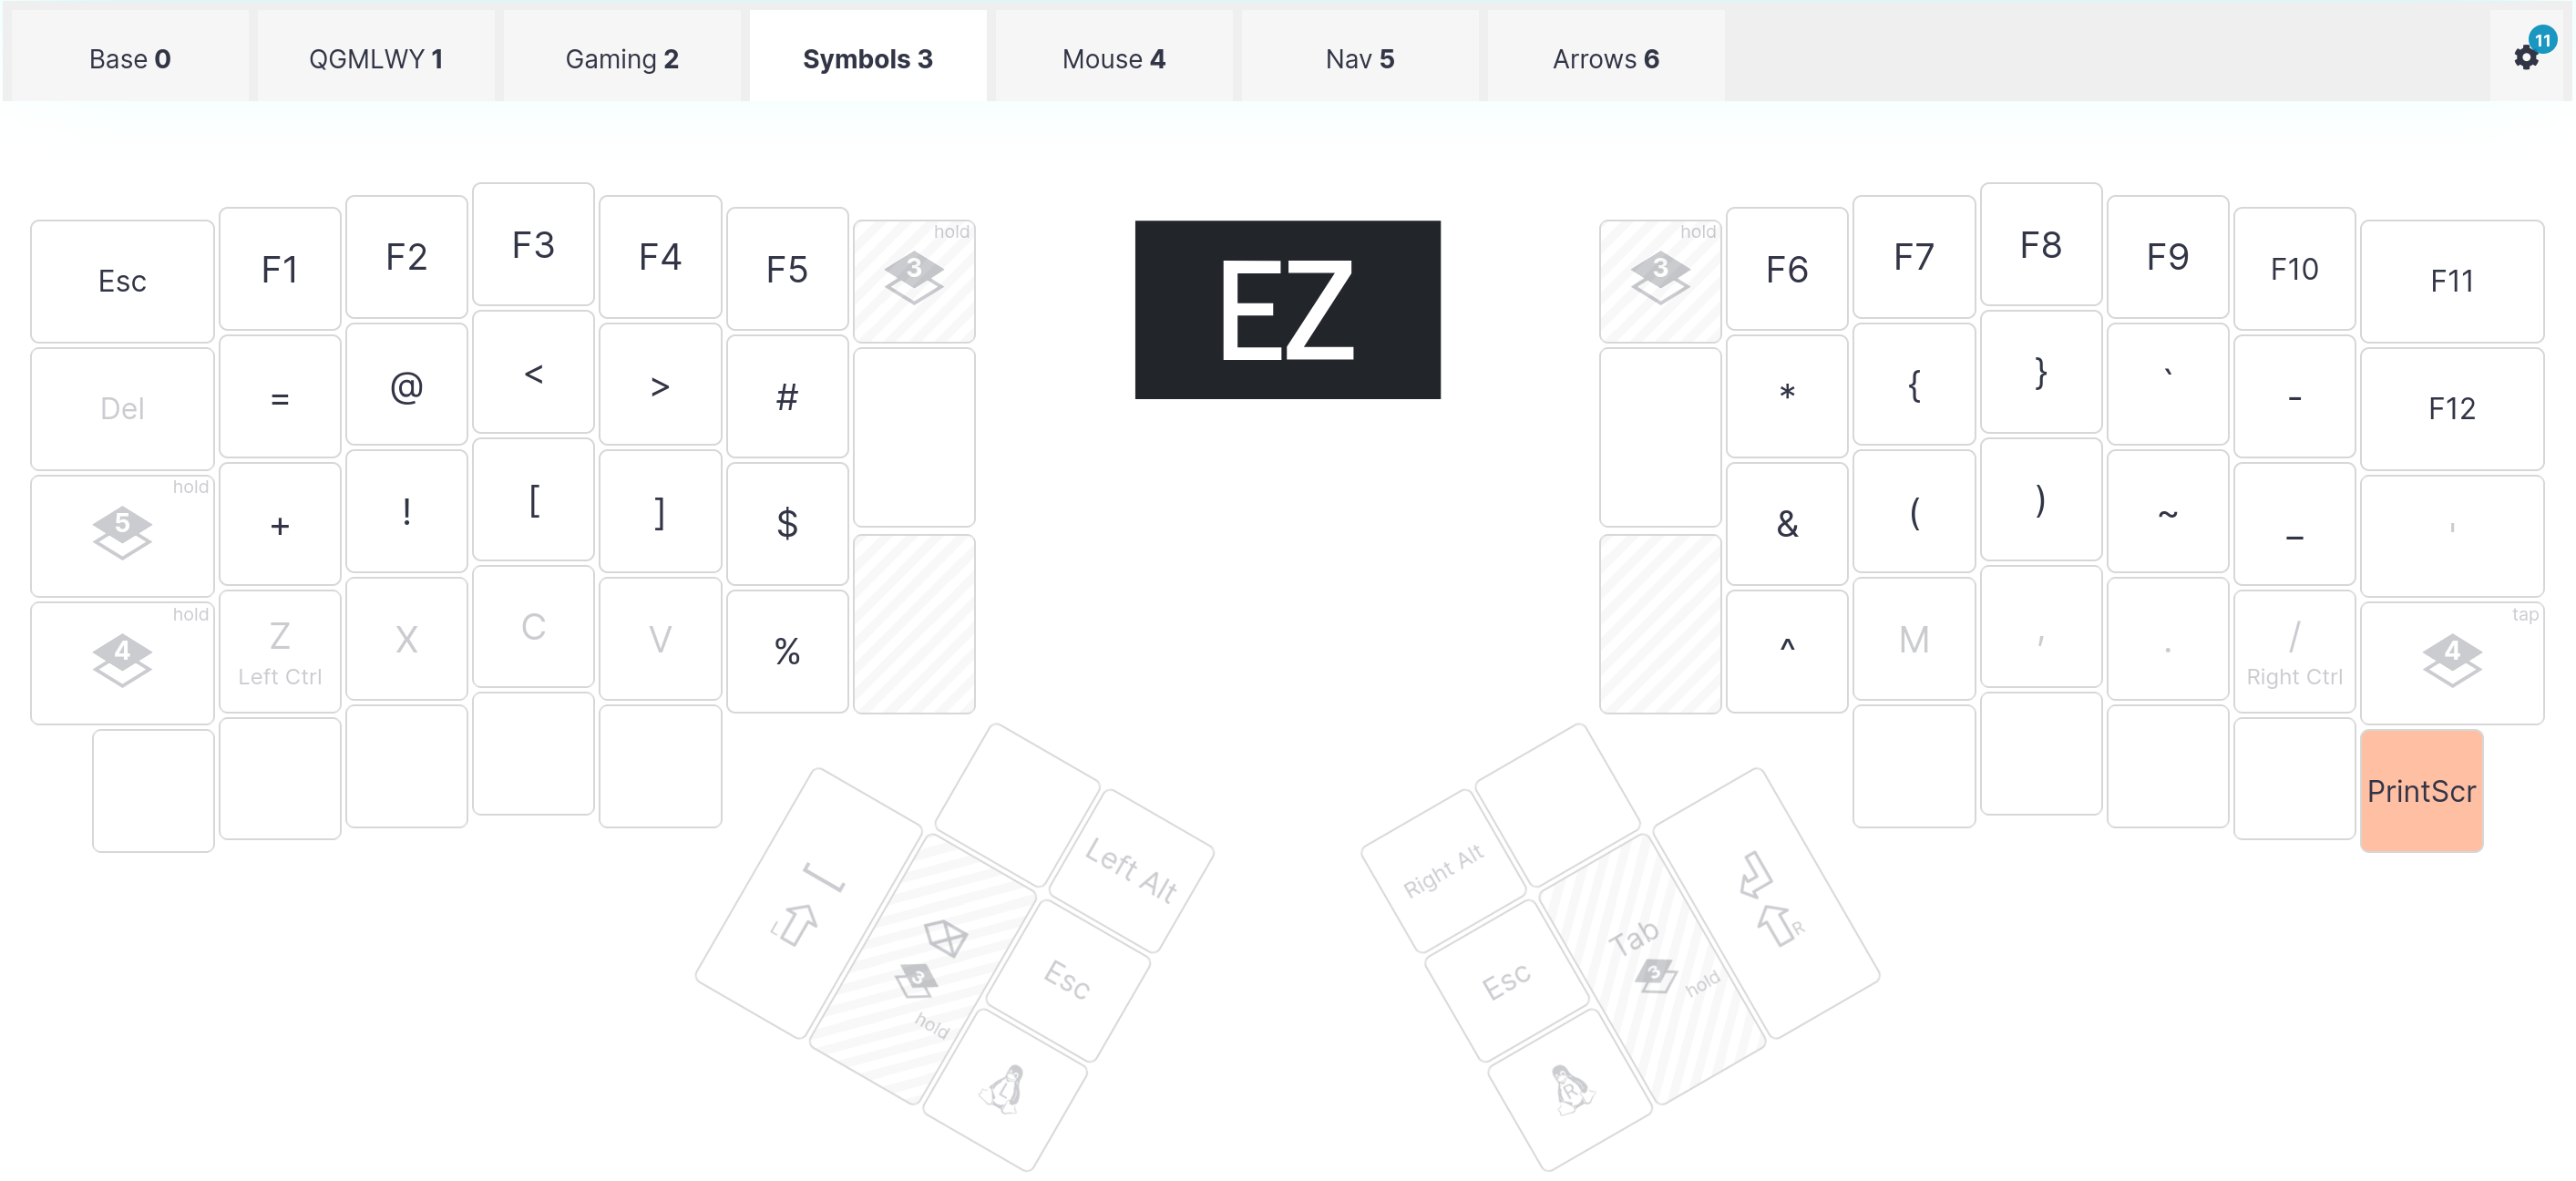 Base 0 QGMLWY 1 Gaming 2 Symbols 3 Mouse 4 Nav 5 Arrows 6 11
Esc F1 F2 F3 F4 F5 hold 3
EZ
hold 3 F6 F7 F8 F9 F10 F11
Del = @ < > #
* { } ` - F12
hold 5 + ! [ ] $
& ( ) ~ _ '
hold 4 Z Left Ctrl X C V %
^ M , . / Right Ctrl tap 4
PrintScr
L
3 hold
Left Alt
Esc
L
Right Alt
Esc
R
Tab 3 hold
R